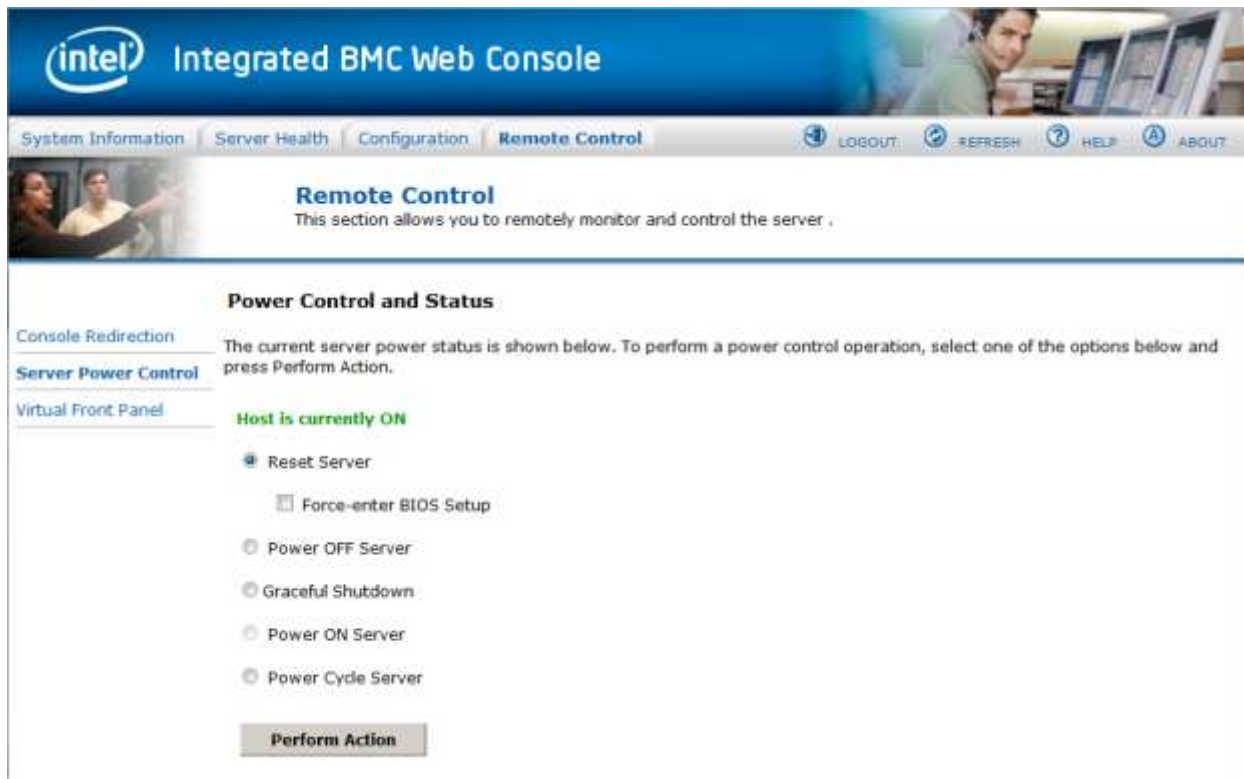 intel Integrated BMC Web Console
System Information Server Health Configuration Remote Control LOGOUT REFRESH HELP ABOUT
Remote Control
This section allows you to remotely monitor and control the server .
Console Redirection
Server Power Control
Virtual Front Panel
Power Control and Status
The current server power status is shown below. To perform a power control operation, select one of the options below and
press Perform Action.
Host is currently ON
Reset Server
Force-enter BIOS Setup
Power OFF Server
Graceful Shutdown
Power ON Server
Power Cycle Server
Perform Action